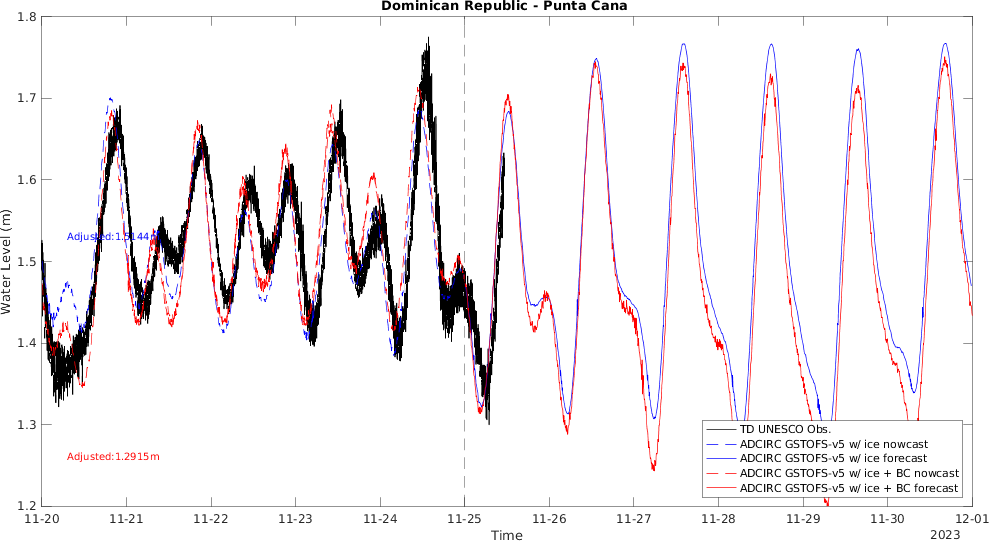 Dominican Republic - Punta Cana
Water Level (m)
1.8
1.7
1.6
1.5
1.4
1.3
1.2
Adjusted:1.5144m
Adjusted:1.2915m
TD UNESCO Obs.
ADCIRC GSTOFS-v5 w/ ice nowcast
ADCIRC GSTOFS-v5 w/ ice forecast
ADCIRC GSTOFS-v5 w/ ice + BC nowcast
ADCIRC GSTOFS-v5 w/ ice + BC forecast
11-20 11-21 11-22 11-23 11-24 11-25 11-26 11-27 11-28 11-29 11-30 12-01
Time
2023